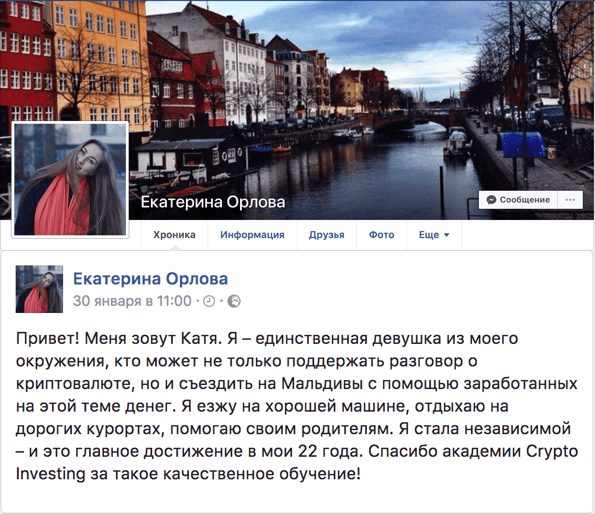 Екатерина Орлова
Сообщение
Хроника Информация Друзья Фото Еще
Екатерина Орлова
30 января в 11:00
Привет! Меня зовут Катя. Я – единственная девушка из моего
окружения, кто может не только поддержать разговор о
криптовалюте, но и съездить на Мальдивы с помощью заработанных
на этой теме денег. Я езжу на хорошей машине, отдыхаю на
дорогих курортах, помогаю своим родителям. Я стала независимой
– и это главное достижение в мои 22 года. Спасибо академии Crypto
Investing за такое качественное обучение!